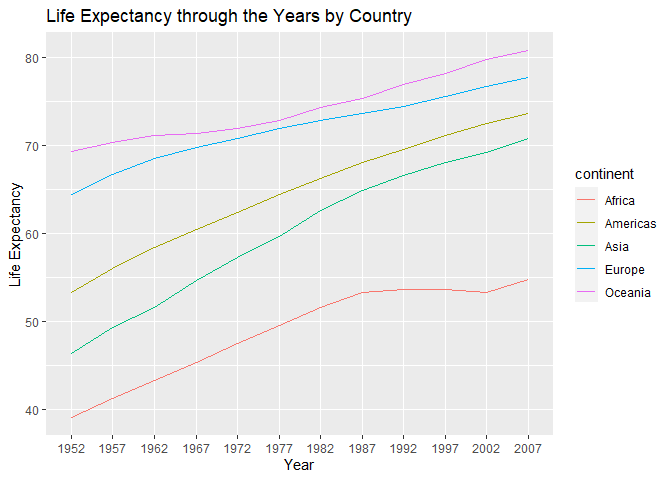 Life Expectancy through the Years by Country
80
70
60
50
40
Life Expectancy
1952 1957 1962 1967 1972 1977 1982 1987 1992 1997 2002 2007
Year
continent
Africa
Americas
Asia
Europe
Oceania